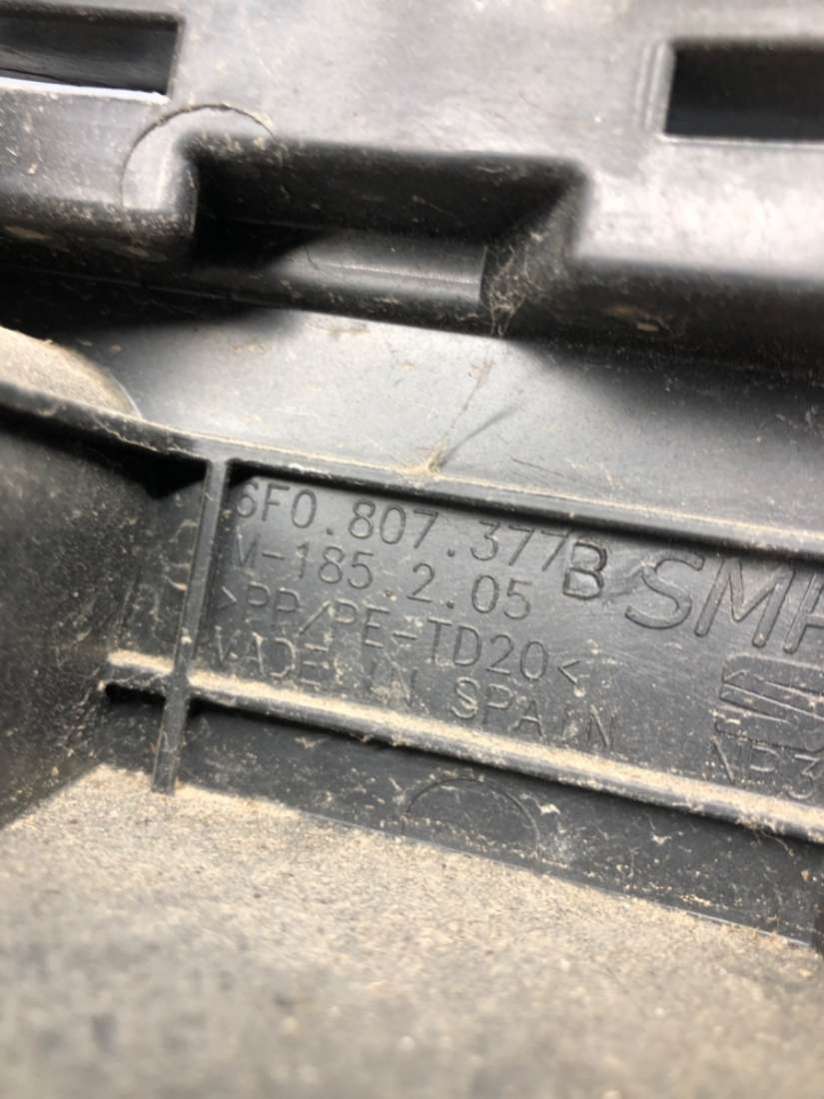 6F0.807.377B
M-185.2.05
>PP/PE-TD20<
MADE IN SPAIN
SMP